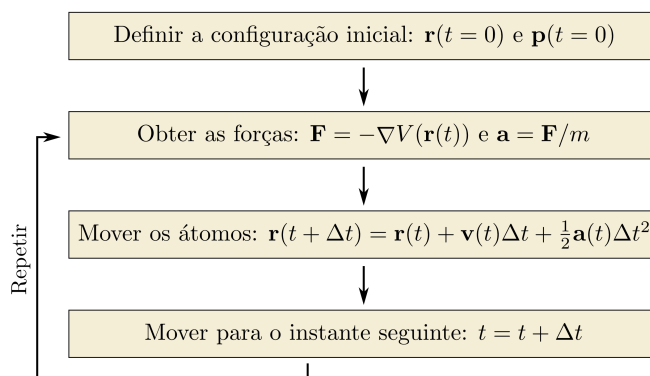 Definir a configuração inicial: r(t = 0) e p(t = 0)
Obter as forças: F = −∇V(r(t)) e a = F/m
Mover os átomos: r(t + Δt) = r(t) + v(t)Δt + ½a(t)Δt²
Mover para o instante seguinte: t = t + Δt
Repetir